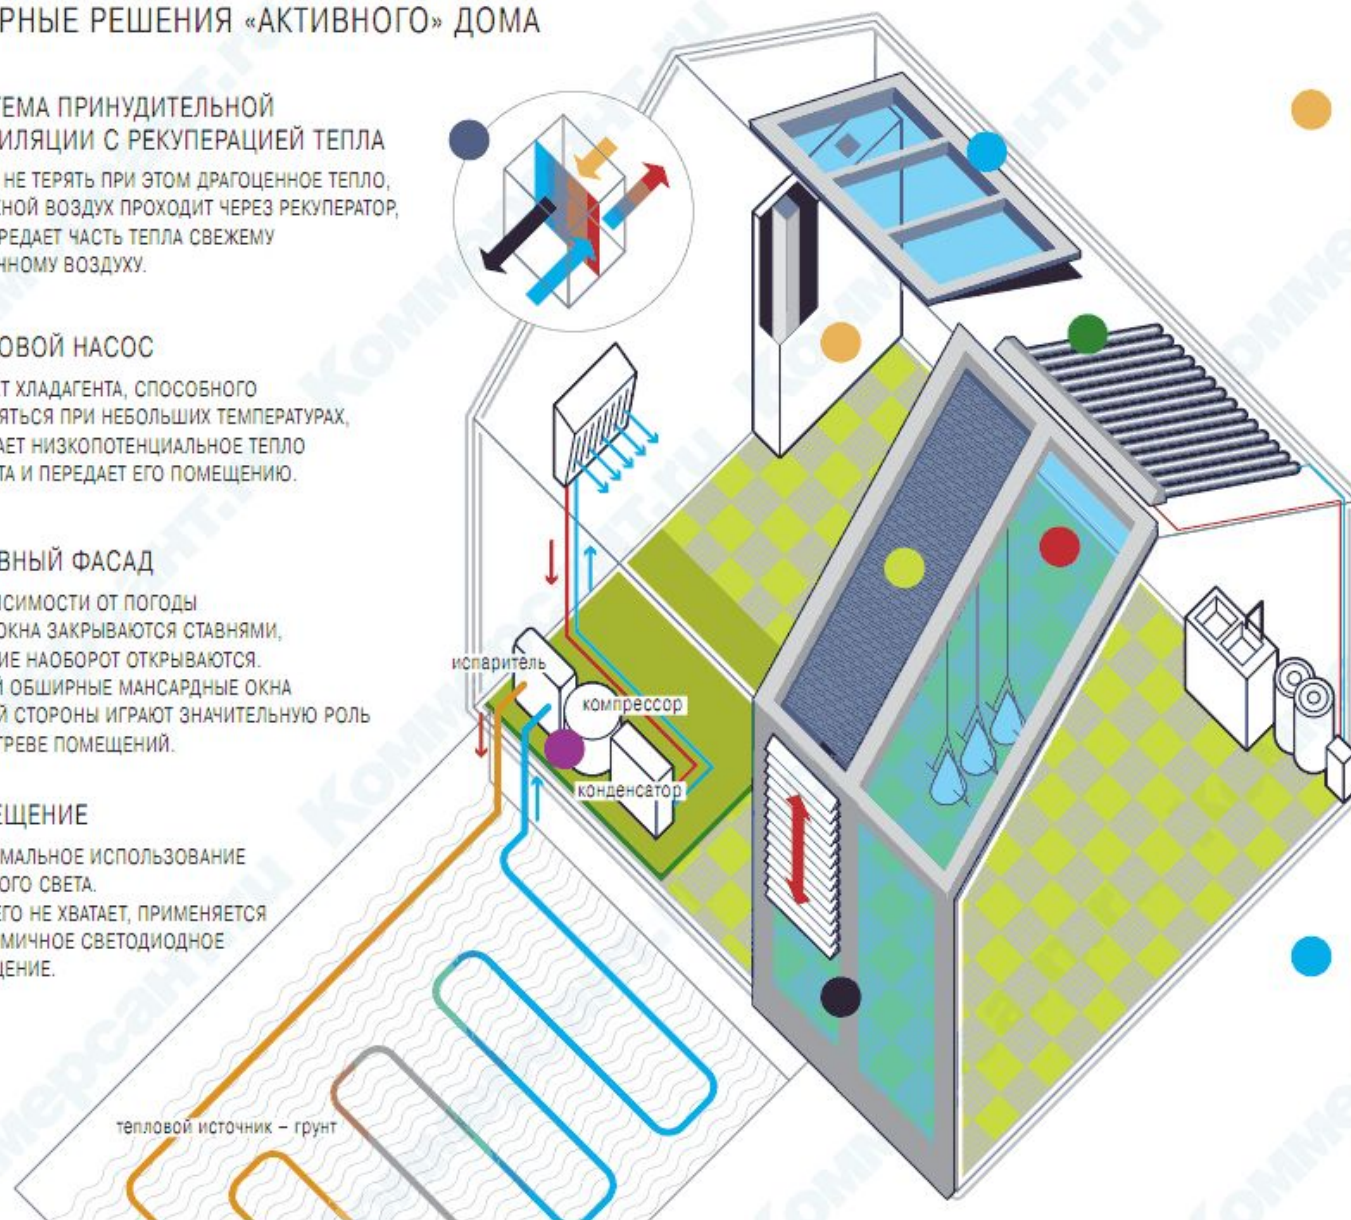 РНЫЕ РЕШЕНИЯ «АКТИВНОГО» ДОМА
ТЕМА ПРИНУДИТЕЛЬНОЙ
ИЛЯЦИИ С РЕКУПЕРАЦИЕЙ ТЕПЛА
НЕ ТЕРЯТЬ ПРИ ЭТОМ ДРАГОЦЕННОЕ ТЕПЛО,
НОЙ ВОЗДУХ ПРОХОДИТ ЧЕРЕЗ РЕКУПЕРАТОР,
РЕДАЕТ ЧАСТЬ ТЕПЛА СВЕЖЕМУ
ННОМУ ВОЗДУХУ.
ОВОЙ НАСОС
Т ХЛАДАГЕНТА, СПОСОБНОГО
ЯТЬСЯ ПРИ НЕБОЛЬШИХ ТЕМПЕРАТУРАХ,
АЕТ НИЗКОПОТЕНЦИАЛЬНОЕ ТЕПЛО
ТА И ПЕРЕДАЕТ ЕГО ПОМЕЩЕНИЮ.
ВНЫЙ ФАСАД
ИСИМОСТИ ОТ ПОГОДЫ
ОКНА ЗАКРЫВАЮТСЯ СТАВНЯМИ,
ИЕ НАОБОРОТ ОТКРЫВАЮТСЯ.
Й ОБШИРНЫЕ МАНСАРДНЫЕ ОКНА
Й СТОРОНЫ ИГРАЮТ ЗНАЧИТЕЛЬНУЮ РОЛЬ
ГРЕВЕ ПОМЕЩЕНИЙ.
ЕЩЕНИЕ
МАЛЬНОЕ ИСПОЛЬЗОВАНИЕ
ОГО СВЕТА.
ЕГО НЕ ХВАТАЕТ, ПРИМЕНЯЕТСЯ
МИЧНОЕ СВЕТОДИОДНОЕ
ЩЕНИЕ.
испаритель
компрессор
конденсатор
тепловой источник – грунт
Коммерсант.ru